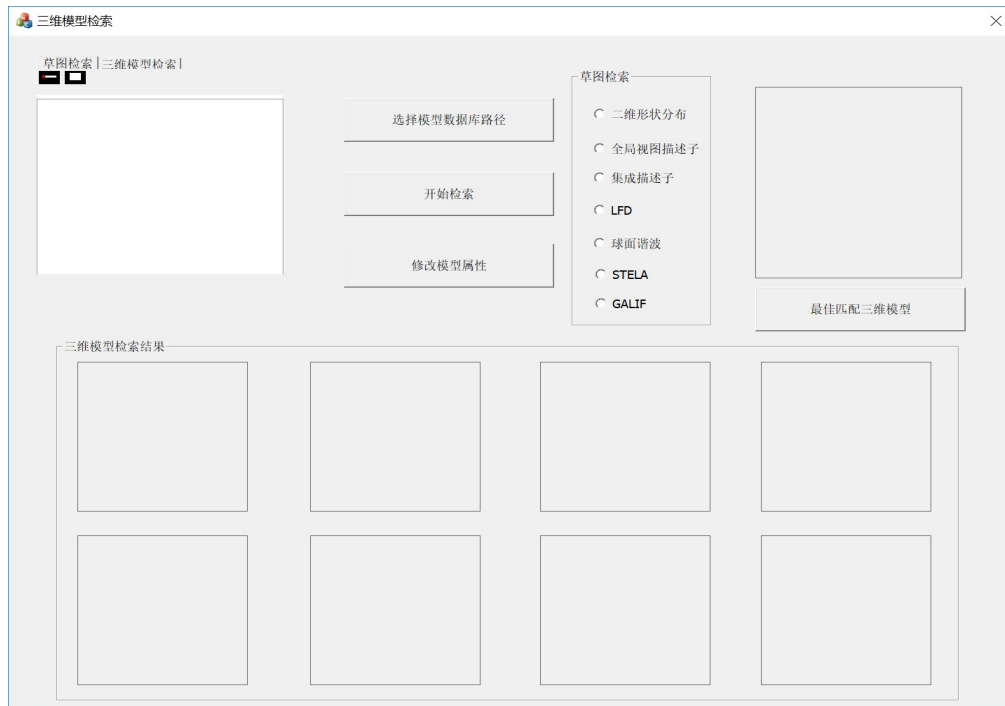 三维模型检索
草图检索 三维模型检索
选择模型数据库路径
开始检索
修改模型属性
草图检索
二维形状分布
全局视图描述子
集成描述子
LFD
球面谐波
STELA
GALIF
最佳匹配三维模型
三维模型检索结果